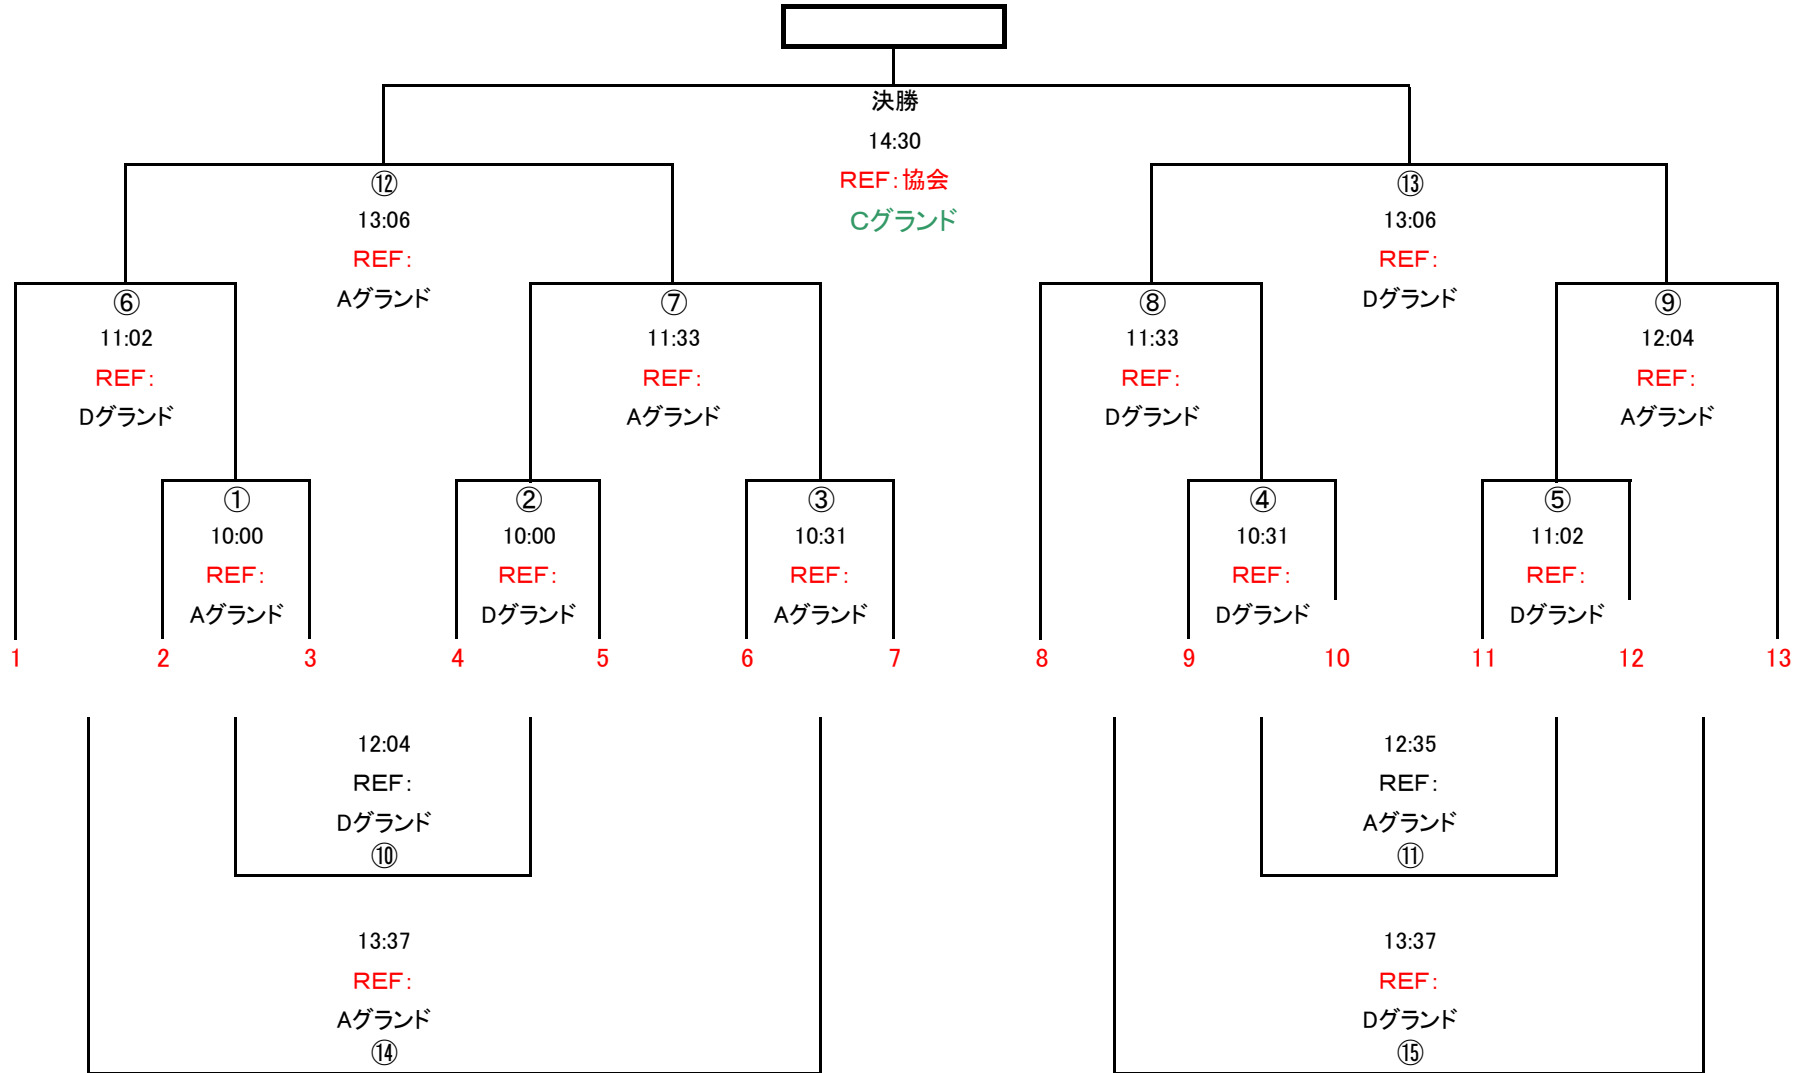 決勝
14:30
REF:協会
Cグランド
⑫
13:06
REF:
Aグランド
⑬
13:06
REF:
Dグランド
⑥
11:02
REF:
Dグランド
⑦
11:33
REF:
Aグランド
⑧
11:33
REF:
Dグランド
⑨
12:04
REF:
Aグランド
①
10:00
REF:
Aグランド
②
10:00
REF:
Dグランド
③
10:31
REF:
Aグランド
④
10:31
REF:
Dグランド
⑤
11:02
REF:
Dグランド
1 2 3 4 5 6 7 8 9 10 11 12 13
12:04
REF:
Dグランド
⑩
12:35
REF:
Aグランド
⑪
13:37
REF:
Aグランド
⑭
13:37
REF:
Dグランド
⑮